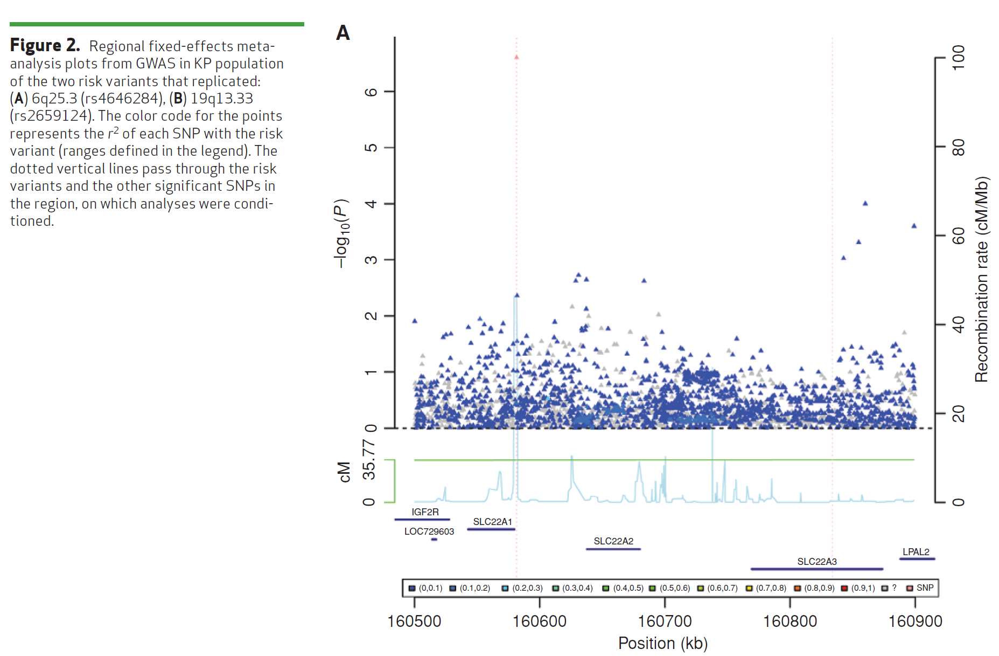 Figure 2. Regional fixed-effects meta-
analysis plots from GWAS in KP population
of the two risk variants that replicated:
(A) 6q25.3 (rs4646284), (B) 19q13.33
(rs2659124). The color code for the points
represents the r² of each SNP with the risk
variant (ranges defined in the legend). The
dotted vertical lines pass through the risk
variants and the other significant SNPs in
the region, on which analyses were condi-
tioned.
A
–log10(P)
6
5
4
3
2
1
0
cM
35.77
0
Recombination rate (cM/Mb)
100
80
60
40
20
0
IGF2R
LOC729603
SLC22A1
SLC22A2
SLC22A3
LPAL2
(0,0.1) (0.1,0.2) (0.2,0.3) (0.3,0.4) (0.4,0.5) (0.5,0.6) (0.6,0.7) (0.7,0.8) (0.8,0.9) (0.9,1) ? SNP
160500 160600 160700 160800 160900
Position (kb)